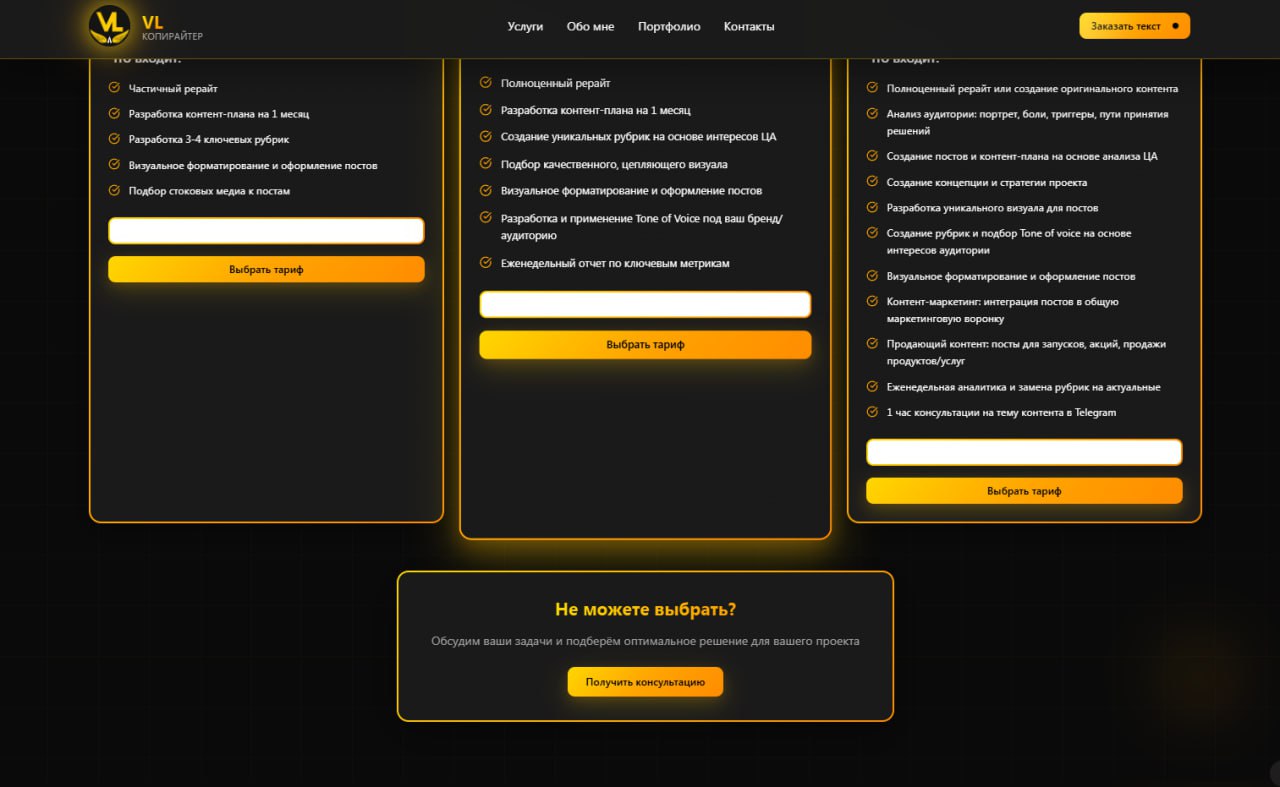 VL
VL
КОПИРАЙТЕР
Услуги
Обо мне
Портфолио
Контакты
Заказать текст
Частичный рерайт
Разработка контент-плана на 1 месяц
Разработка 3-4 ключевых рубрик
Визуальное форматирование и оформление постов
Подбор стоковых медиа к постам
Выбрать тариф
Полноценный рерайт
Разработка контент-плана на 1 месяц
Создание уникальных рубрик на основе интересов ЦА
Подбор качественного, цепляющего визуала
Визуальное форматирование и оформление постов
Разработка и применение Tone of Voice под ваш бренд/
аудиторию
Еженедельный отчет по ключевым метрикам
Выбрать тариф
Полноценный рерайт или создание оригинального контента
Анализ аудитории: портрет, боли, триггеры, пути принятия
решений
Создание постов и контент-плана на основе анализа ЦА
Создание концепции и стратегии проекта
Разработка уникального визуала для постов
Создание рубрик и подбор Tone of voice на основе
интересов аудитории
Визуальное форматирование и оформление постов
Контент-маркетинг: интеграция постов в общую
маркетинговую воронку
Продающий контент: посты для запусков, акций, продажи
продуктов/услуг
Еженедельная аналитика и замена рубрик на актуальные
1 час консультации на тему контента в Telegram
Выбрать тариф
Не можете выбрать?
Обсудим ваши задачи и подберём оптимальное решение для вашего проекта
Получить консультацию